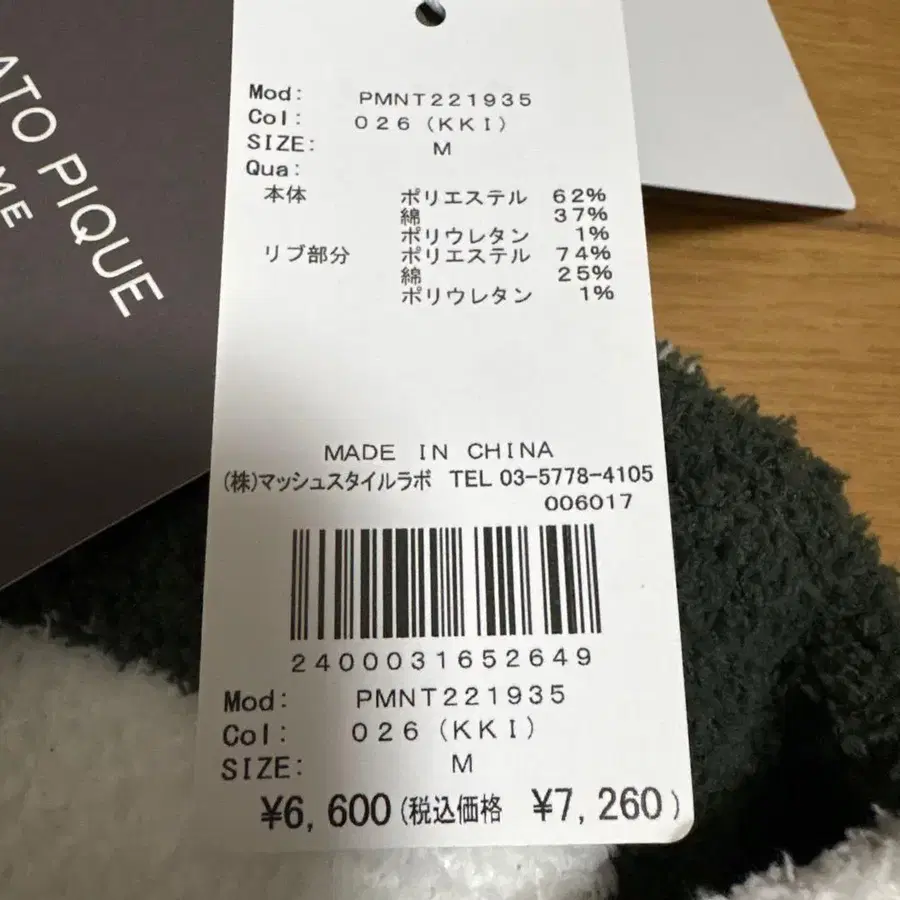 ATO PIQUE
ME
Mod: PMNT221935
Col: 026 (KKI)
SIZE: M
Qua:
本体 ポリエステル 62%
綿 37%
ポリウレタン 1%
リブ部分 ポリエステル 74%
綿 25%
ポリウレタン 1%
MADE IN CHINA
(株)マッシュスタイルラボ TEL 03-5778-4105
006017
2400031652649
Mod: PMNT221935
Col: 026 (KKI)
SIZE: M
¥6,600(税込価格 ¥7,260)